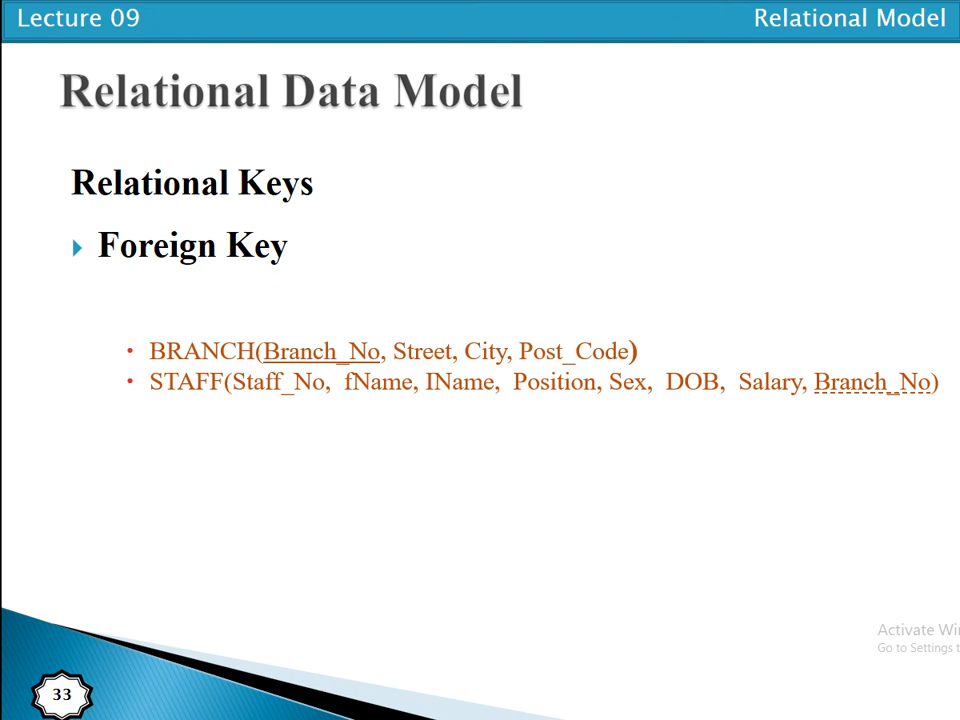 Lecture 09
Relational Model
Relational Data Model
Relational Keys
Foreign Key
• BRANCH(Branch_No, Street, City, Post_Code)
• STAFF(Staff_No, fName, IName, Position, Sex, DOB, Salary, Branch_No)
Activate Wi
Go to Settings t
33